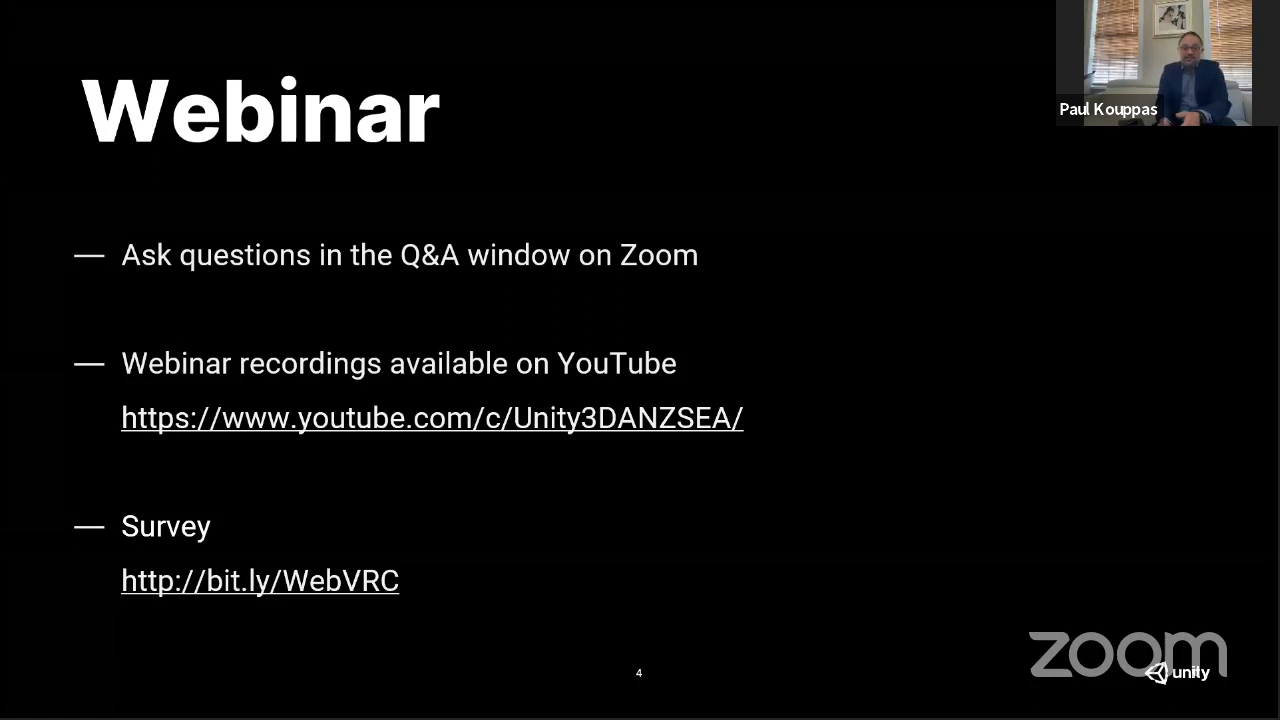 Webinar
Paul Kouppas
— Ask questions in the Q&A window on Zoom
— Webinar recordings available on YouTube
https://www.youtube.com/c/Unity3DANZSEA/
— Survey
http://bit.ly/WebVRC
4
zoom
unity